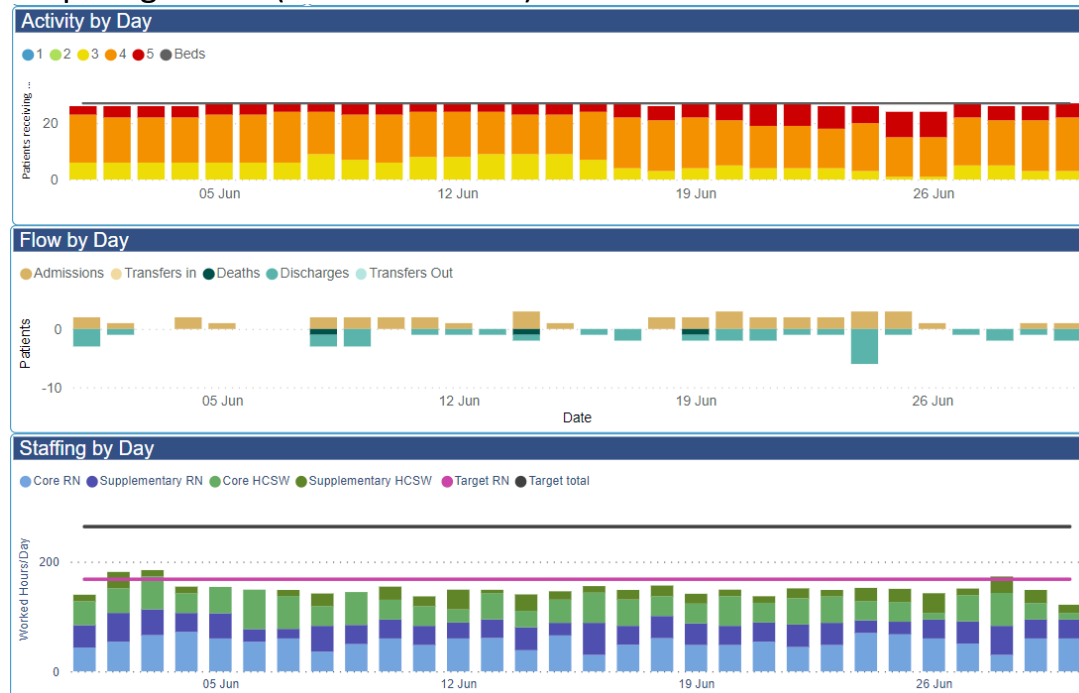 Activity by Day
1 2 3 4 5 Beds
Patients receiving ...
20
0
05 Jun 12 Jun 19 Jun 26 Jun
Flow by Day
Admissions Transfers in Deaths Discharges Transfers Out
Patients
0
-10
05 Jun 12 Jun 19 Jun 26 Jun
Date
Staffing by Day
Core RN Supplementary RN Core HCSW Supplementary HCSW Target RN Target total
Worked Hours/Day
200
0
05 Jun 12 Jun 19 Jun 26 Jun